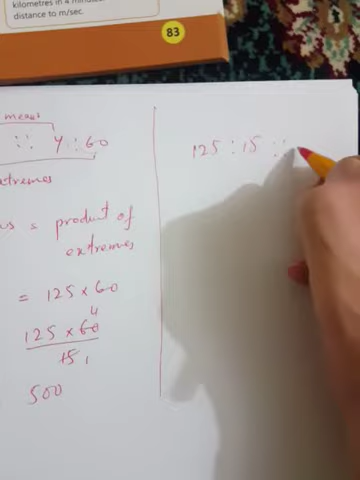 kilometres in 4 minutes
distance to m/sec.
83
means
:: y : 60
extremes
= product of
extremes
= 125 × 60
4
125 × 60
15 1
500
125 : 15 ::